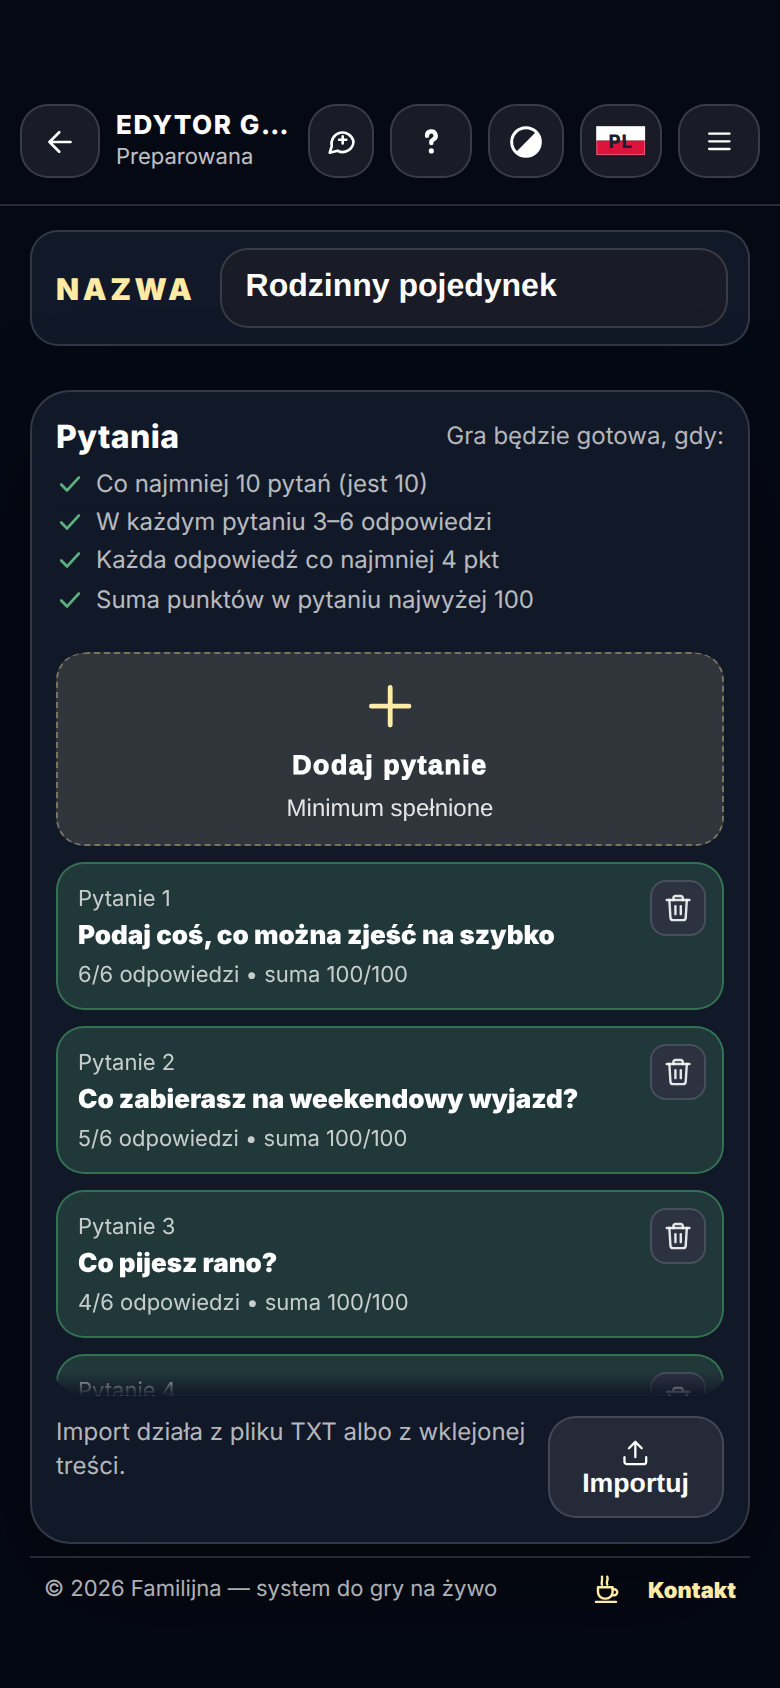 EDYTOR G...
Preparowana
?
PL
NAZWA
Rodzinny pojedynek
Pytania
Gra będzie gotowa, gdy:
Co najmniej 10 pytań (jest 10)
W każdym pytaniu 3–6 odpowiedzi
Każda odpowiedź co najmniej 4 pkt
Suma punktów w pytaniu najwyżej 100
Dodaj pytanie
Minimum spełnione
Pytanie 1
Podaj coś, co można zjeść na szybko
6/6 odpowiedzi • suma 100/100
Pytanie 2
Co zabierasz na weekendowy wyjazd?
5/6 odpowiedzi • suma 100/100
Pytanie 3
Co pijesz rano?
4/6 odpowiedzi • suma 100/100
Pytanie 4
Import działa z pliku TXT albo z wklejonej
treści.
Importuj
© 2026 Familijna — system do gry na żywo
Kontakt